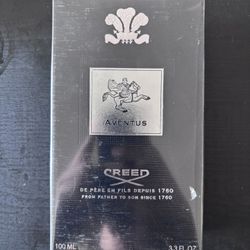 AVENTUS
CREED
DE PÈRE EN FILS DEPUIS 1760
FROM FATHER TO SON SINCE 1760
100 ML
3.3 FL OZ